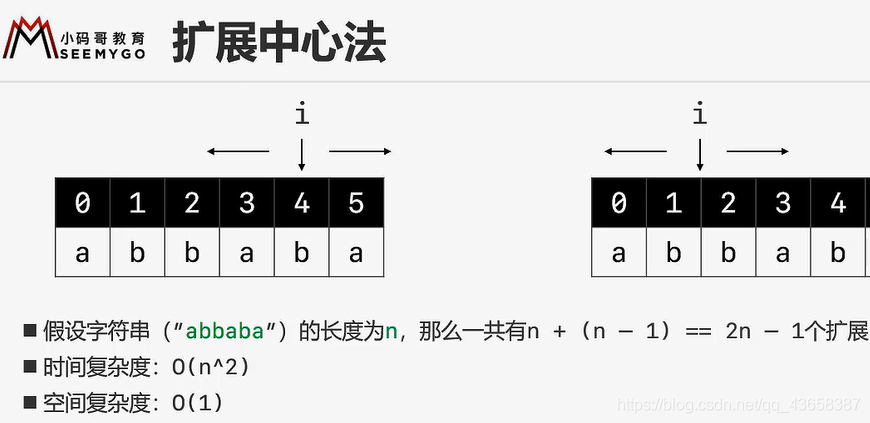 小码哥教育
SEEMYGO
扩展中心法
i
i
0 1 2 3 4 5
0 1 2 3 4
a b b a b a
a b b a b
■ 假设字符串（"abbaba"）的长度为n，那么一共有n + (n － 1) == 2n － 1个扩展
■ 时间复杂度：O(n^2)
■ 空间复杂度：O(1)
https://blog.csdn.net/qq_43658387